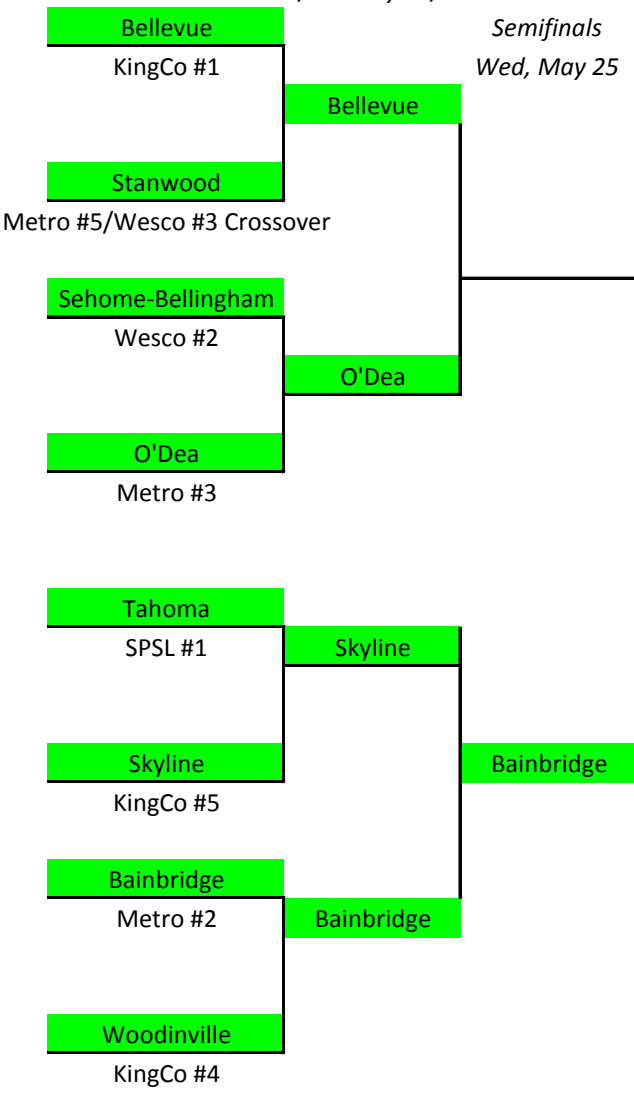 Bellevue
Semifinals
KingCo #1
Wed, May 25
Bellevue
Stanwood
Metro #5/Wesco #3 Crossover
Sehome-Bellingham
Wesco #2
O'Dea
O'Dea
Metro #3
Tahoma
SPSL #1
Skyline
Skyline
Bainbridge
KingCo #5
Bainbridge
Metro #2
Bainbridge
Woodinville
KingCo #4